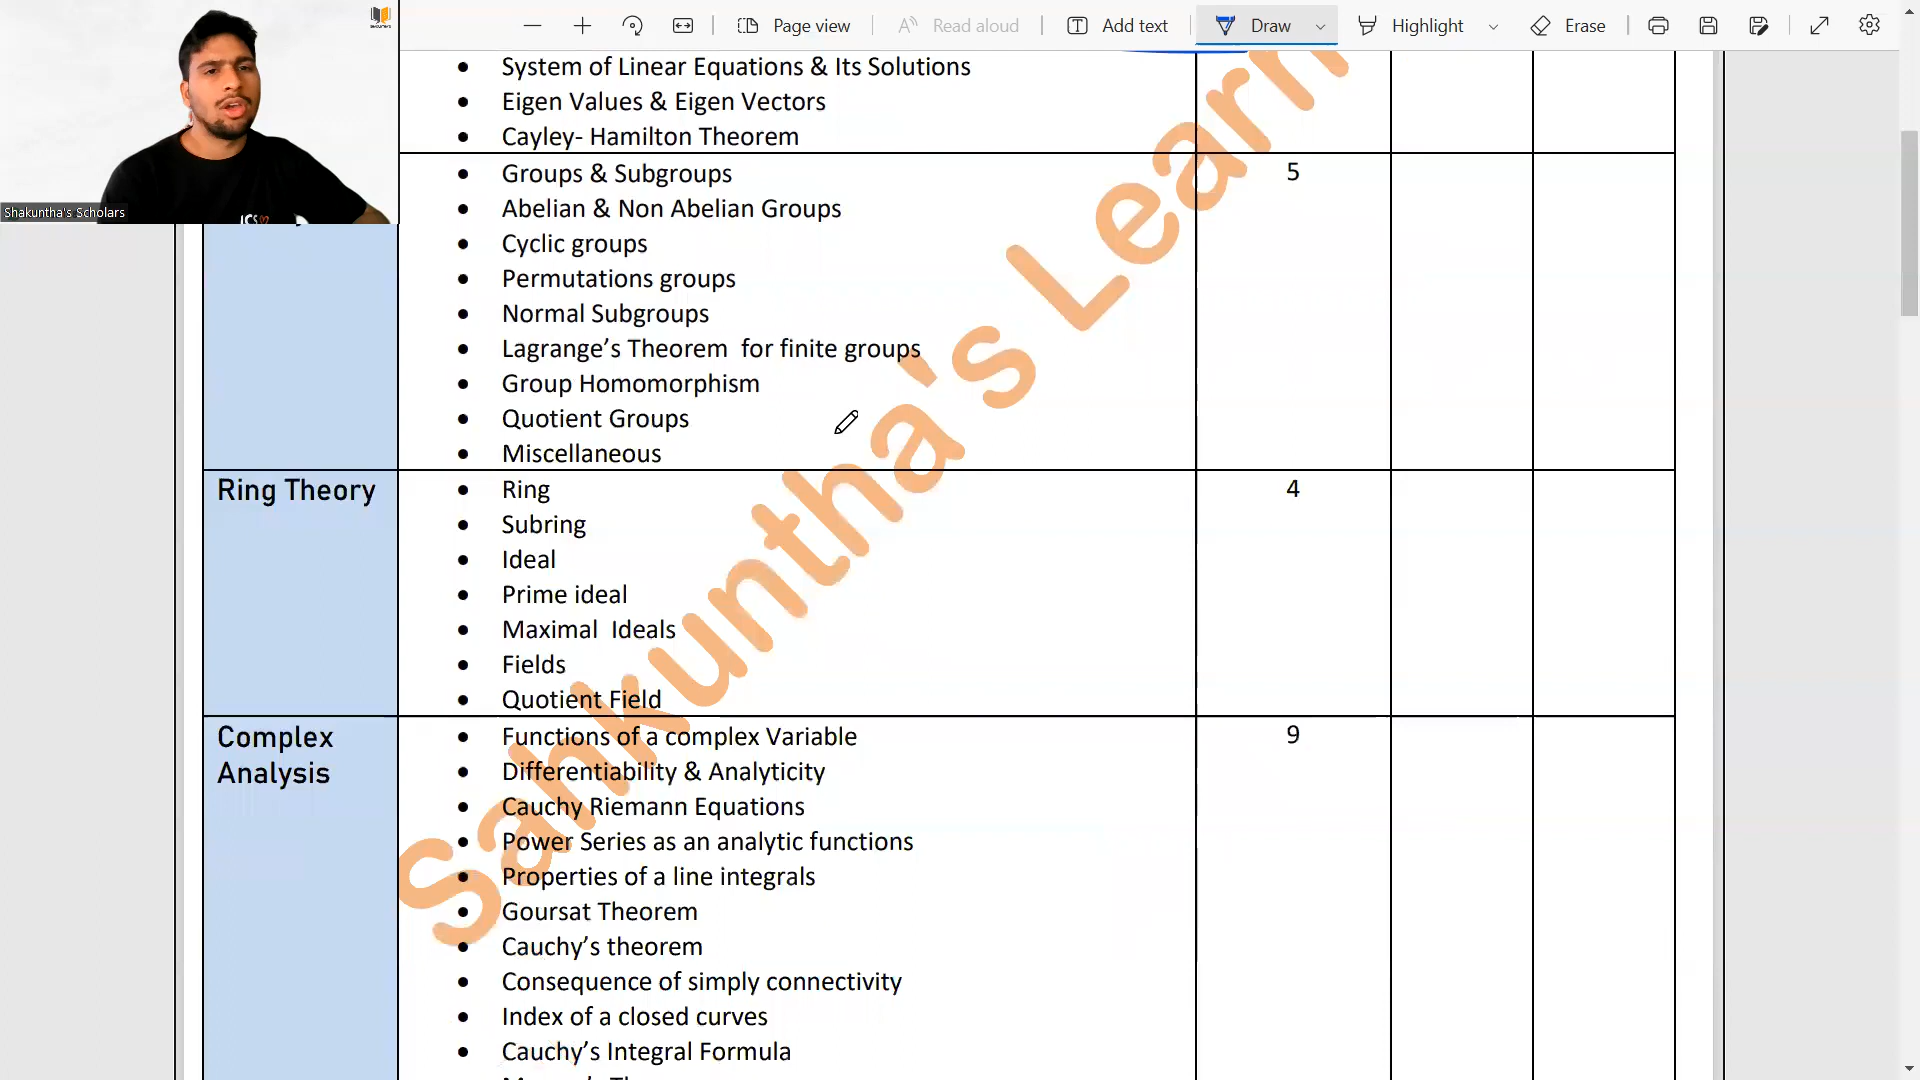 Page view
Read aloud
Add text
Draw
Highlight
Erase
System of Linear Equations & Its Solutions
Eigen Values & Eigen Vectors
Cayley- Hamilton Theorem
Groups & Subgroups
5
Abelian & Non Abelian Groups
Cyclic groups
Permutations groups
Normal Subgroups
Lagrange’s Theorem for finite groups
Group Homomorphism
Quotient Groups
Miscellaneous
Ring Theory
Ring
4
Subring
Ideal
Prime ideal
Maximal Ideals
Fields
Quotient Field
Complex
Analysis
Functions of a complex Variable
9
Differentiability & Analyticity
Cauchy Riemann Equations
Power Series as an analytic functions
Properties of a line integrals
Goursat Theorem
Cauchy’s theorem
Consequence of simply connectivity
Index of a closed curves
Cauchy’s Integral Formula
Sahkuntha's Learn
Shakuntha's Scholars